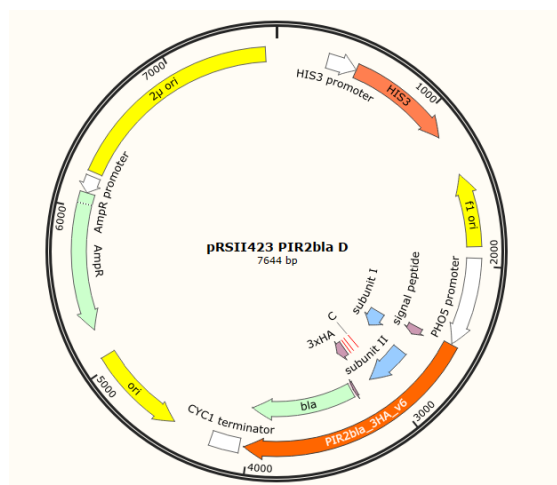 7000
2μ ori
HIS3 promoter
HIS3
1000
AmpR promoter
6000
AmpR
f1 ori
2000
pRSII423 PIR2bla D
7644 bp
PHO5 promoter
signal peptide
subunit I
C
3xHA
subunit II
bla
PIR2bla_3HA_v6
3000
CYC1 terminator
ori
5000
4000